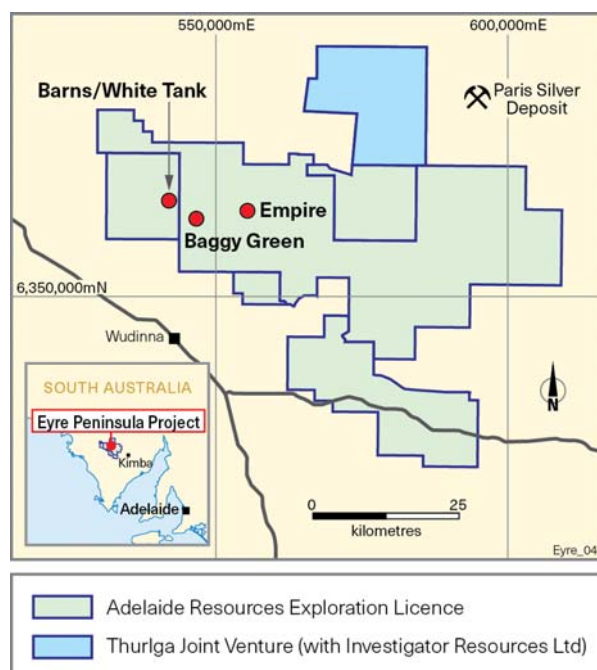 550,000mE
600,000mE
Barns/White Tank
Paris Silver
Deposit
Empire
Baggy Green
6,350,000mN
Wudinna
SOUTH AUSTRALIA
Eyre Peninsula Project
Kimba
Adelaide
N
0
25
kilometres
Eyre_04
Adelaide Resources Exploration Licence
Thurlga Joint Venture (with Investigator Resources Ltd)